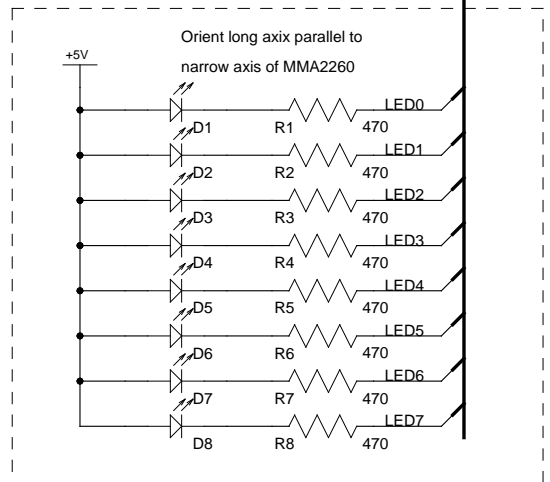 Orient long axix parallel to
+5V
narrow axis of MMA2260
LED0
D1 R1 470
LED1
D2 R2 470
LED2
D3 R3 470
LED3
D4 R4 470
LED4
D5 R5 470
LED5
D6 R6 470
LED6
D7 R7 470
LED7
D8 R8 470